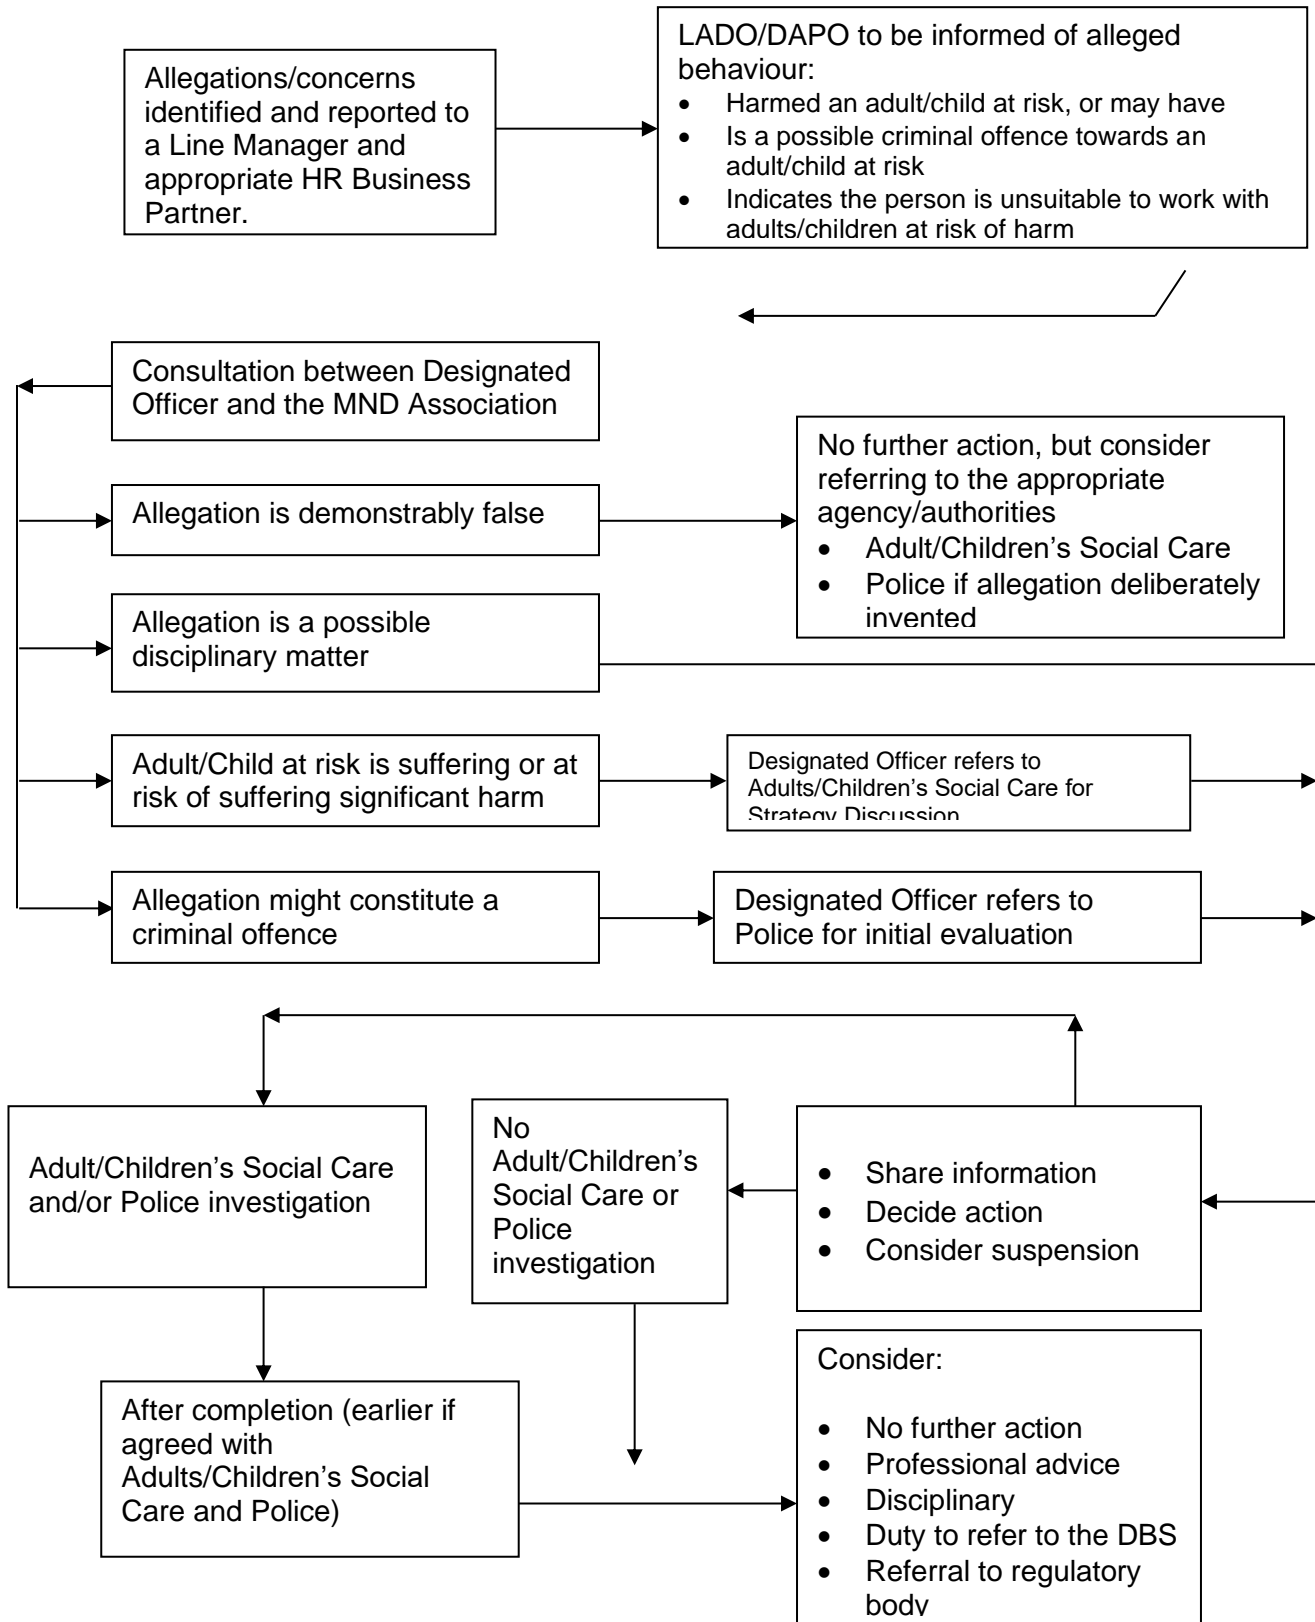 Allegations/concerns
identified and reported to
a Line Manager and
appropriate HR Business
Partner.
LADO/DAPO to be informed of alleged
behaviour:
• Harmed an adult/child at risk, or may have
• Is a possible criminal offence towards an
adult/child at risk
• Indicates the person is unsuitable to work with
adults/children at risk of harm
Consultation between Designated
Officer and the MND Association
Allegation is demonstrably false
No further action, but consider
referring to the appropriate
agency/authorities
• Adult/Children’s Social Care
• Police if allegation deliberately
invented
Allegation is a possible
disciplinary matter
Adult/Child at risk is suffering or at
risk of suffering significant harm
Designated Officer refers to
Adults/Children’s Social Care for
Strategy Discussion
Allegation might constitute a
criminal offence
Designated Officer refers to
Police for initial evaluation
Adult/Children’s Social Care
and/or Police investigation
No
Adult/Children’s
Social Care or
Police
investigation
• Share information
• Decide action
• Consider suspension
After completion (earlier if
agreed with
Adults/Children’s Social
Care and Police)
Consider:
• No further action
• Professional advice
• Disciplinary
• Duty to refer to the DBS
• Referral to regulatory
body